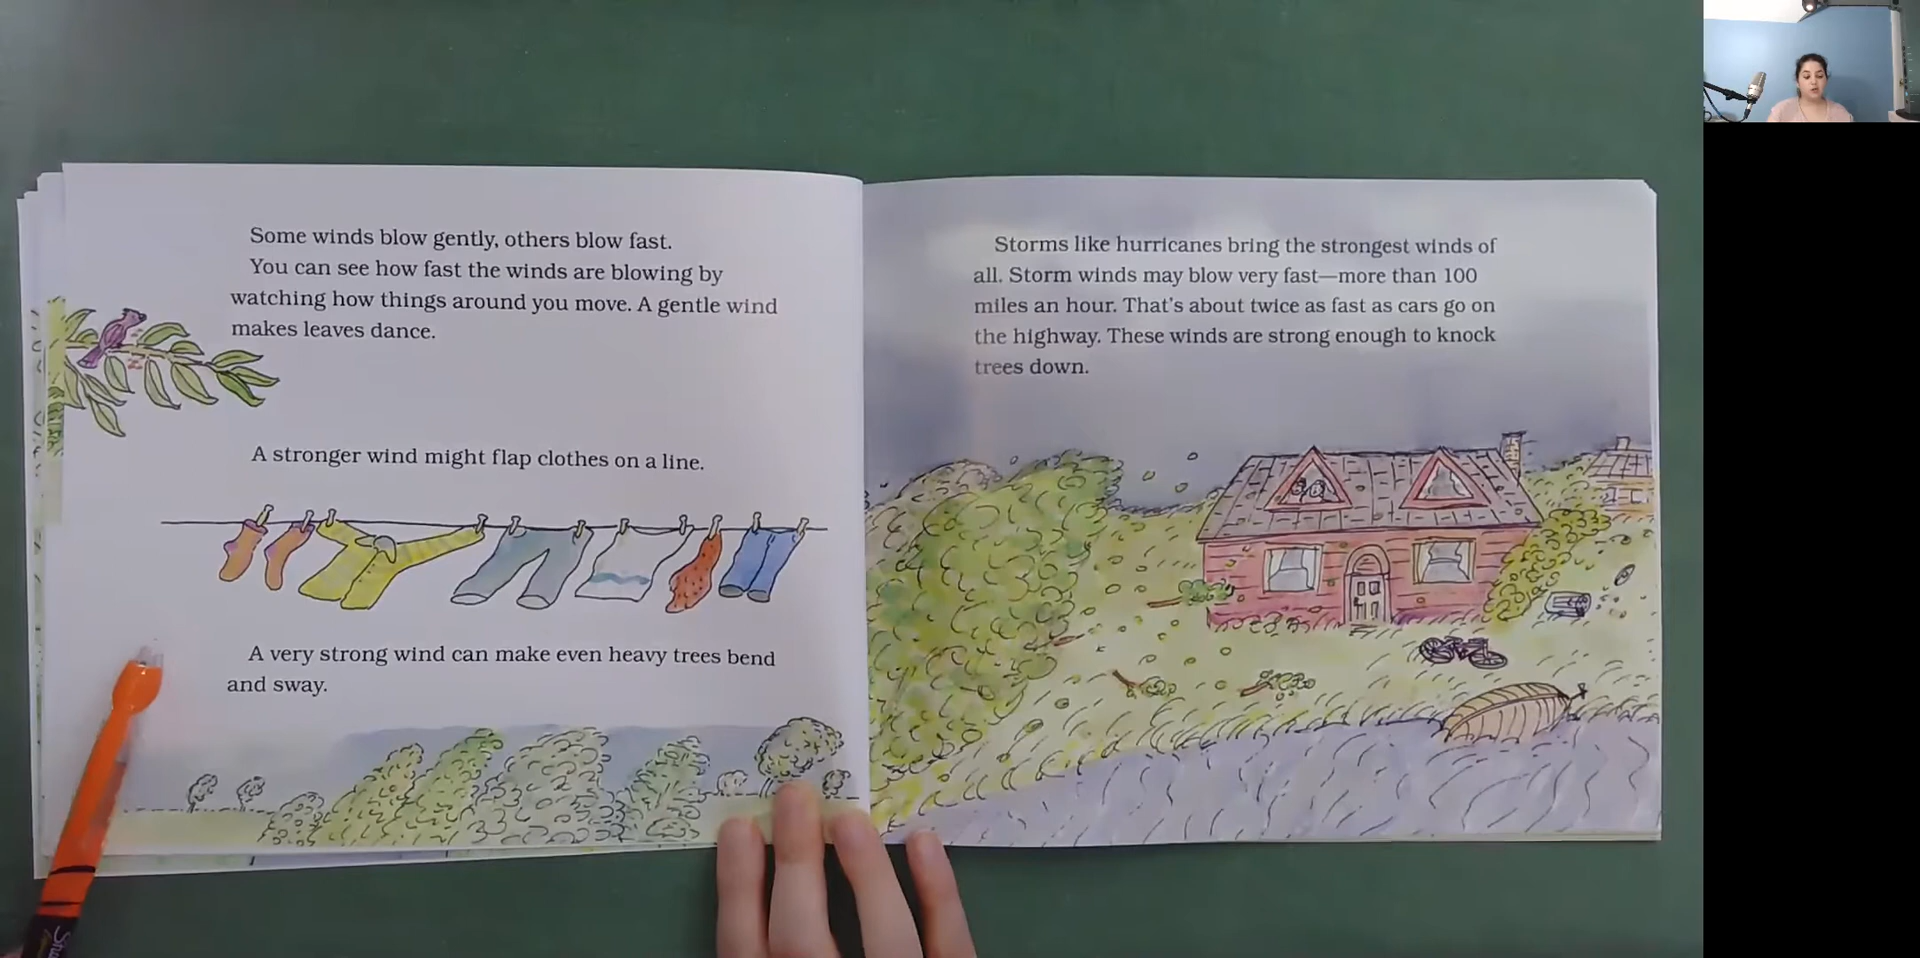 Some winds blow gently, others blow fast.
You can see how fast the winds are blowing by
watching how things around you move. A gentle wind
makes leaves dance.
A stronger wind might flap clothes on a line.
A very strong wind can make even heavy trees bend
and sway.
Storms like hurricanes bring the strongest winds of
all. Storm winds may blow very fast—more than 100
miles an hour. That's about twice as fast as cars go on
the highway. These winds are strong enough to knock
trees down.